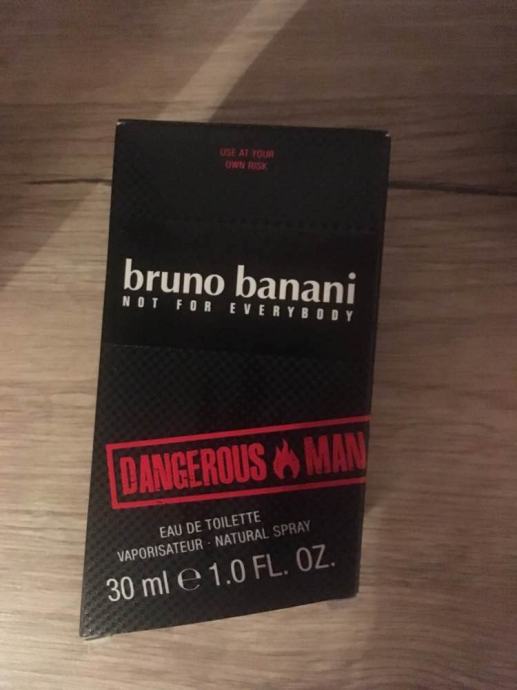 USE AT YOUR
OWN RISK
bruno banani
NOT FOR EVERYBODY
DANGEROUS MAN
EAU DE TOILETTE
VAPORISATEUR · NATURAL SPRAY
30 ml ℮ 1.0 FL. OZ.